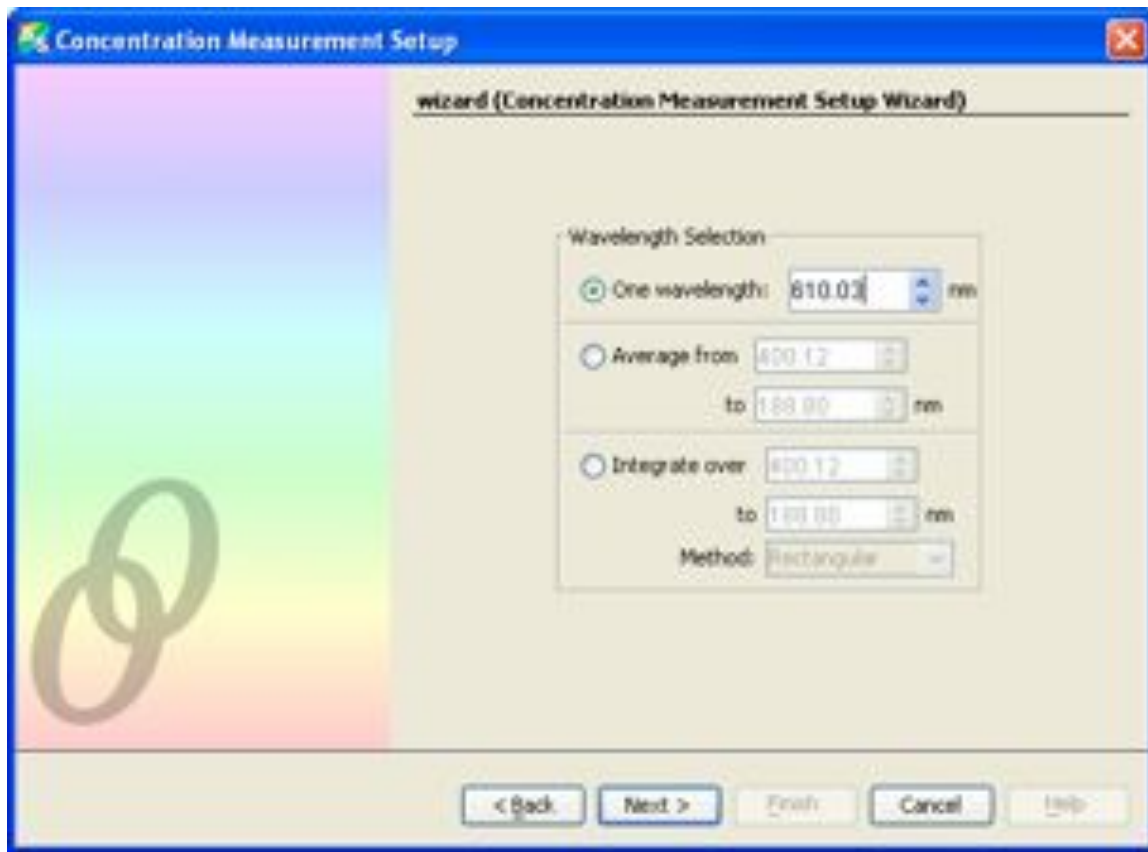 Concentration Measurement Setup
wizard (Concentration Measurement Setup Wizard)
Wavelength Selection
One wavelength: 610.03 nm
Average from 400.12
to 188.80 nm
Integrate over 400.12
to 188.80 nm
Method: Rectangular
OO
< Back Next > Finish Cancel Help